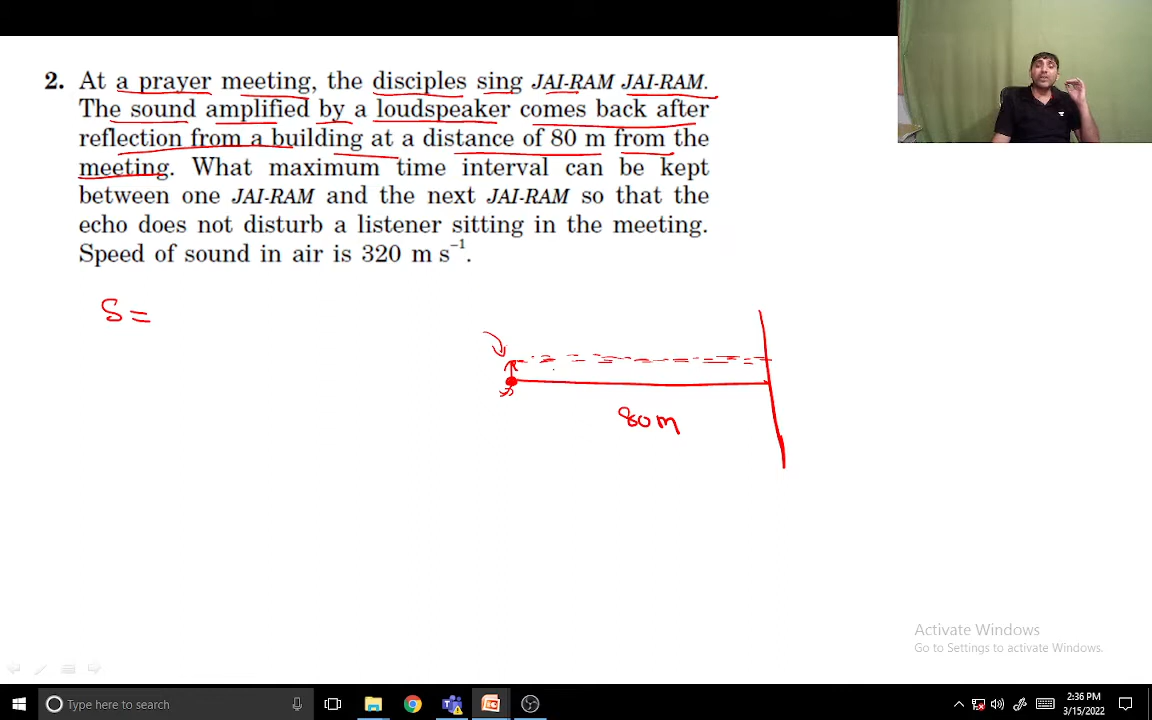 2. At a prayer meeting, the disciples sing JAI-RAM JAI-RAM.
The sound amplified by a loudspeaker comes back after
reflection from a building at a distance of 80 m from the
meeting. What maximum time interval can be kept
between one JAI-RAM and the next JAI-RAM so that the
echo does not disturb a listener sitting in the meeting.
Speed of sound in air is 320 m s⁻¹.
S =
80m
Activate Windows
Go to Settings to activate Windows.
Type here to search
2:36 PM
3/15/2022